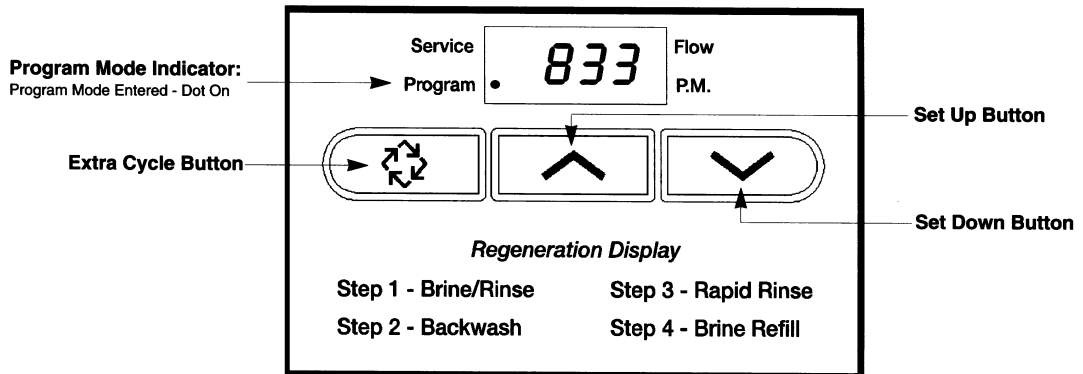 Service
Flow
833
Program Mode Indicator:
Program
P.M.
Program Mode Entered - Dot On
Set Up Button
Extra Cycle Button
Set Down Button
Regeneration Display
Step 1 - Brine/Rinse
Step 3 - Rapid Rinse
Step 2 - Backwash
Step 4 - Brine Refill